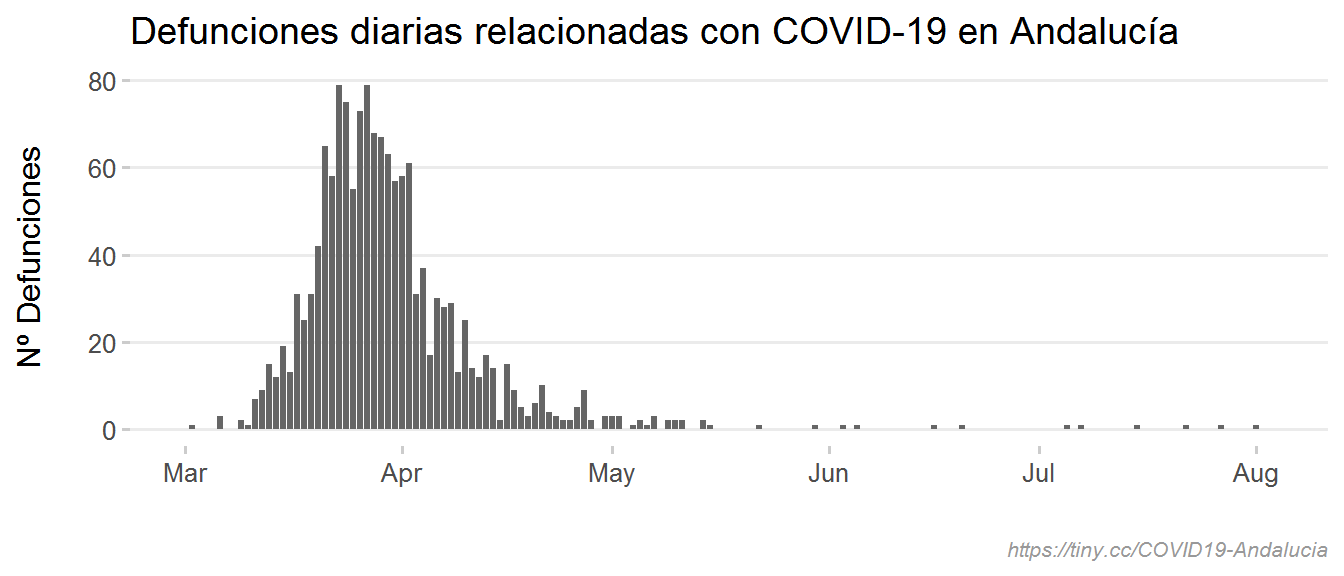 Defunciones diarias relacionadas con COVID-19 en Andalucía
Nº Defunciones
80
60
40
20
0
Mar Apr May Jun Jul Aug
https://tiny.cc/COVID19-Andalucia